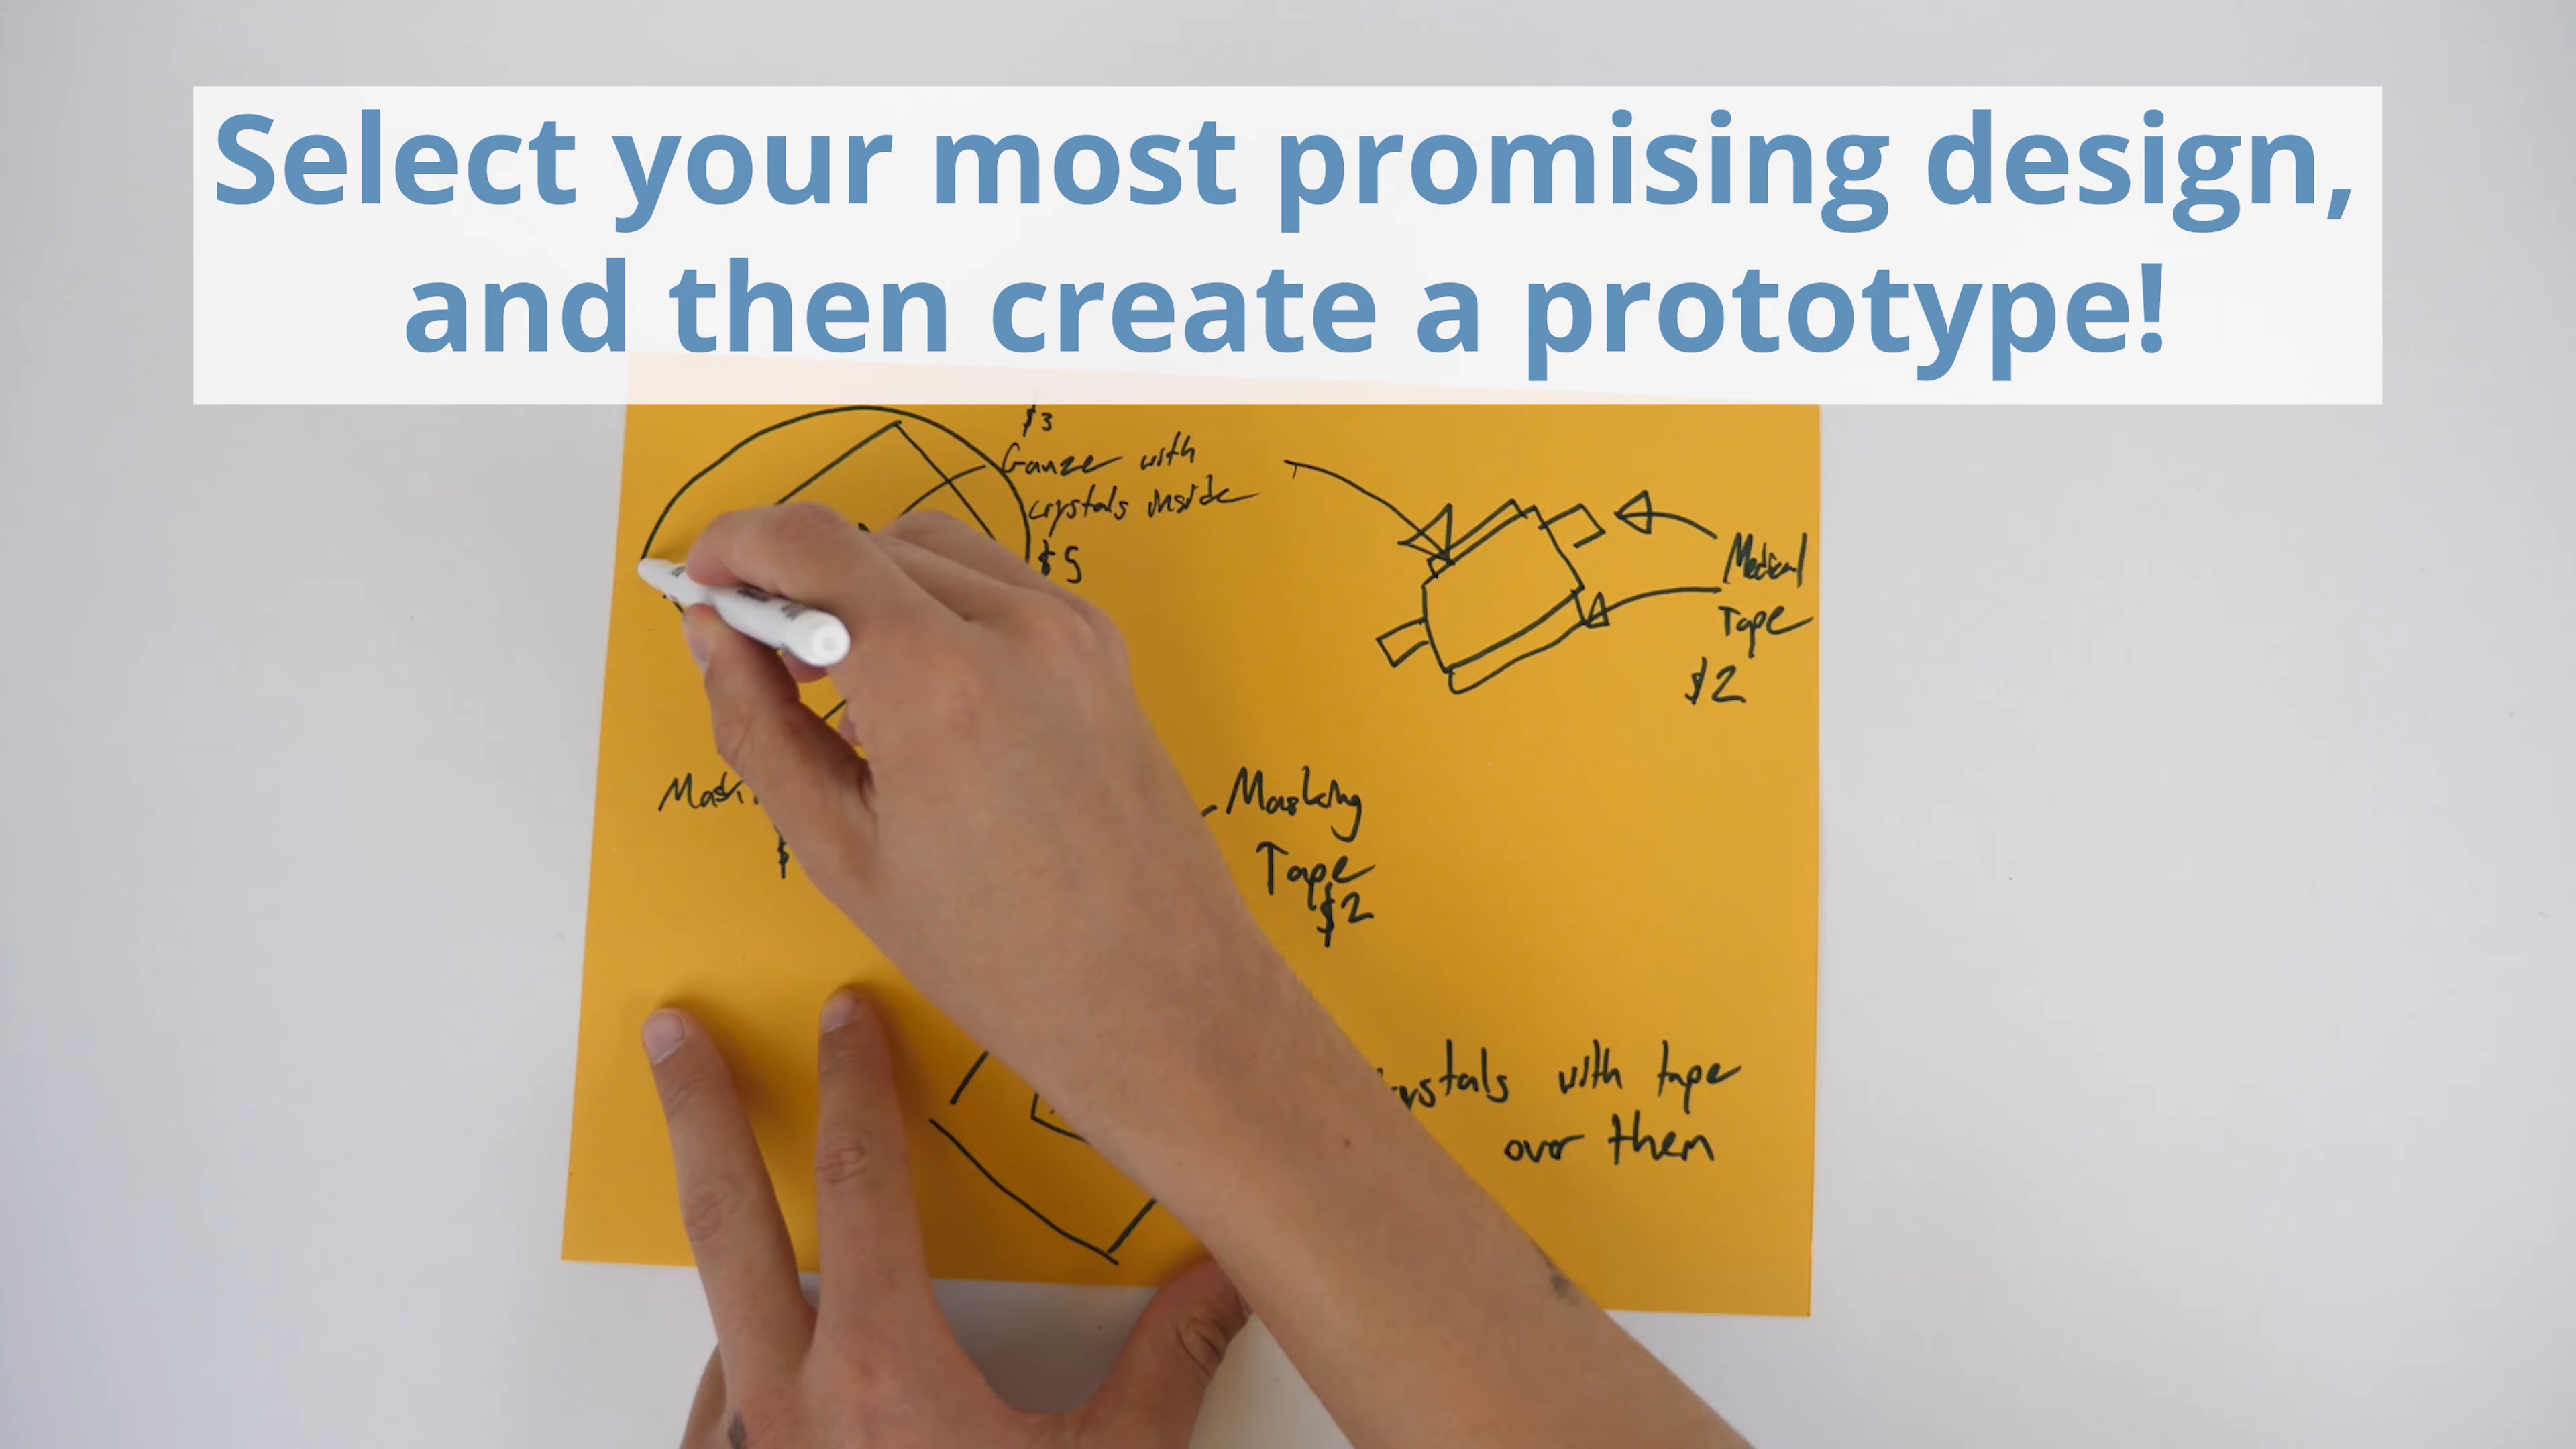 Select your most promising design,
and then create a prototype!
$3
Gauze with
crystals inside
$5
Medical
Tape
$2
Masking
Tape
$2
with tape
over them